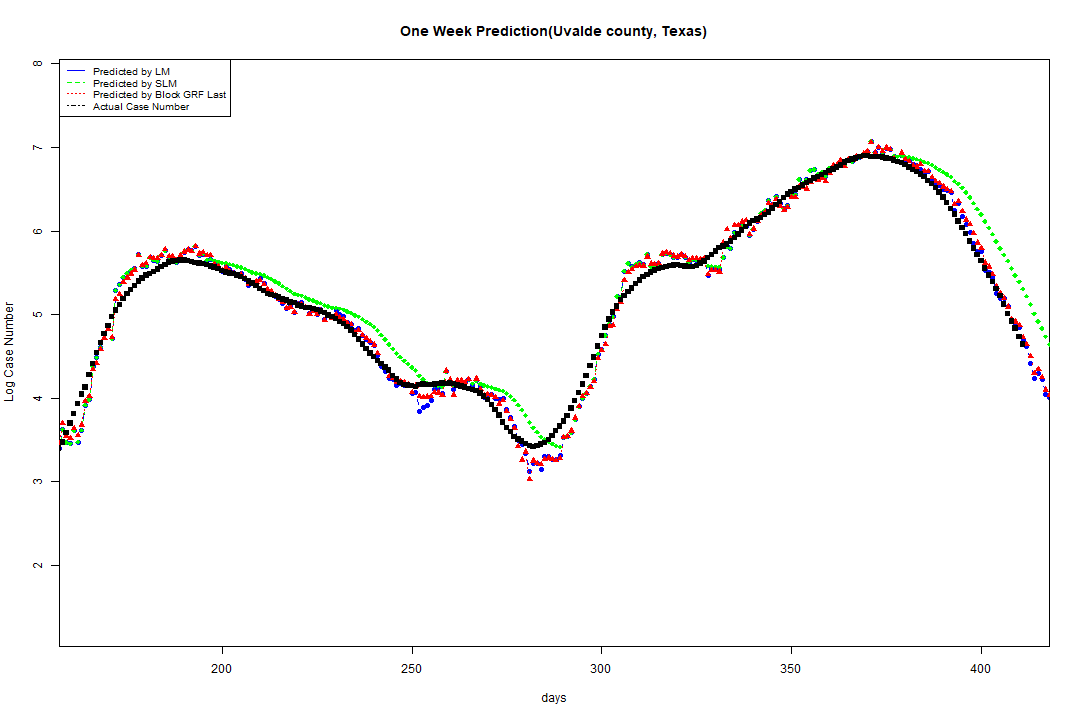 One Week Prediction(Uvalde county, Texas)
Predicted by LM
Predicted by SLM
Predicted by Block GRF Last
Actual Case Number
8
7
6
5
4
3
2
Log Case Number
200 250 300 350 400
days